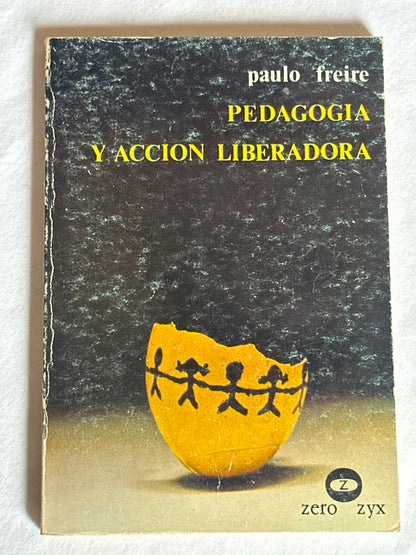 paulo freire
PEDAGOGIA
Y ACCION LIBERADORA
z
zero zyx